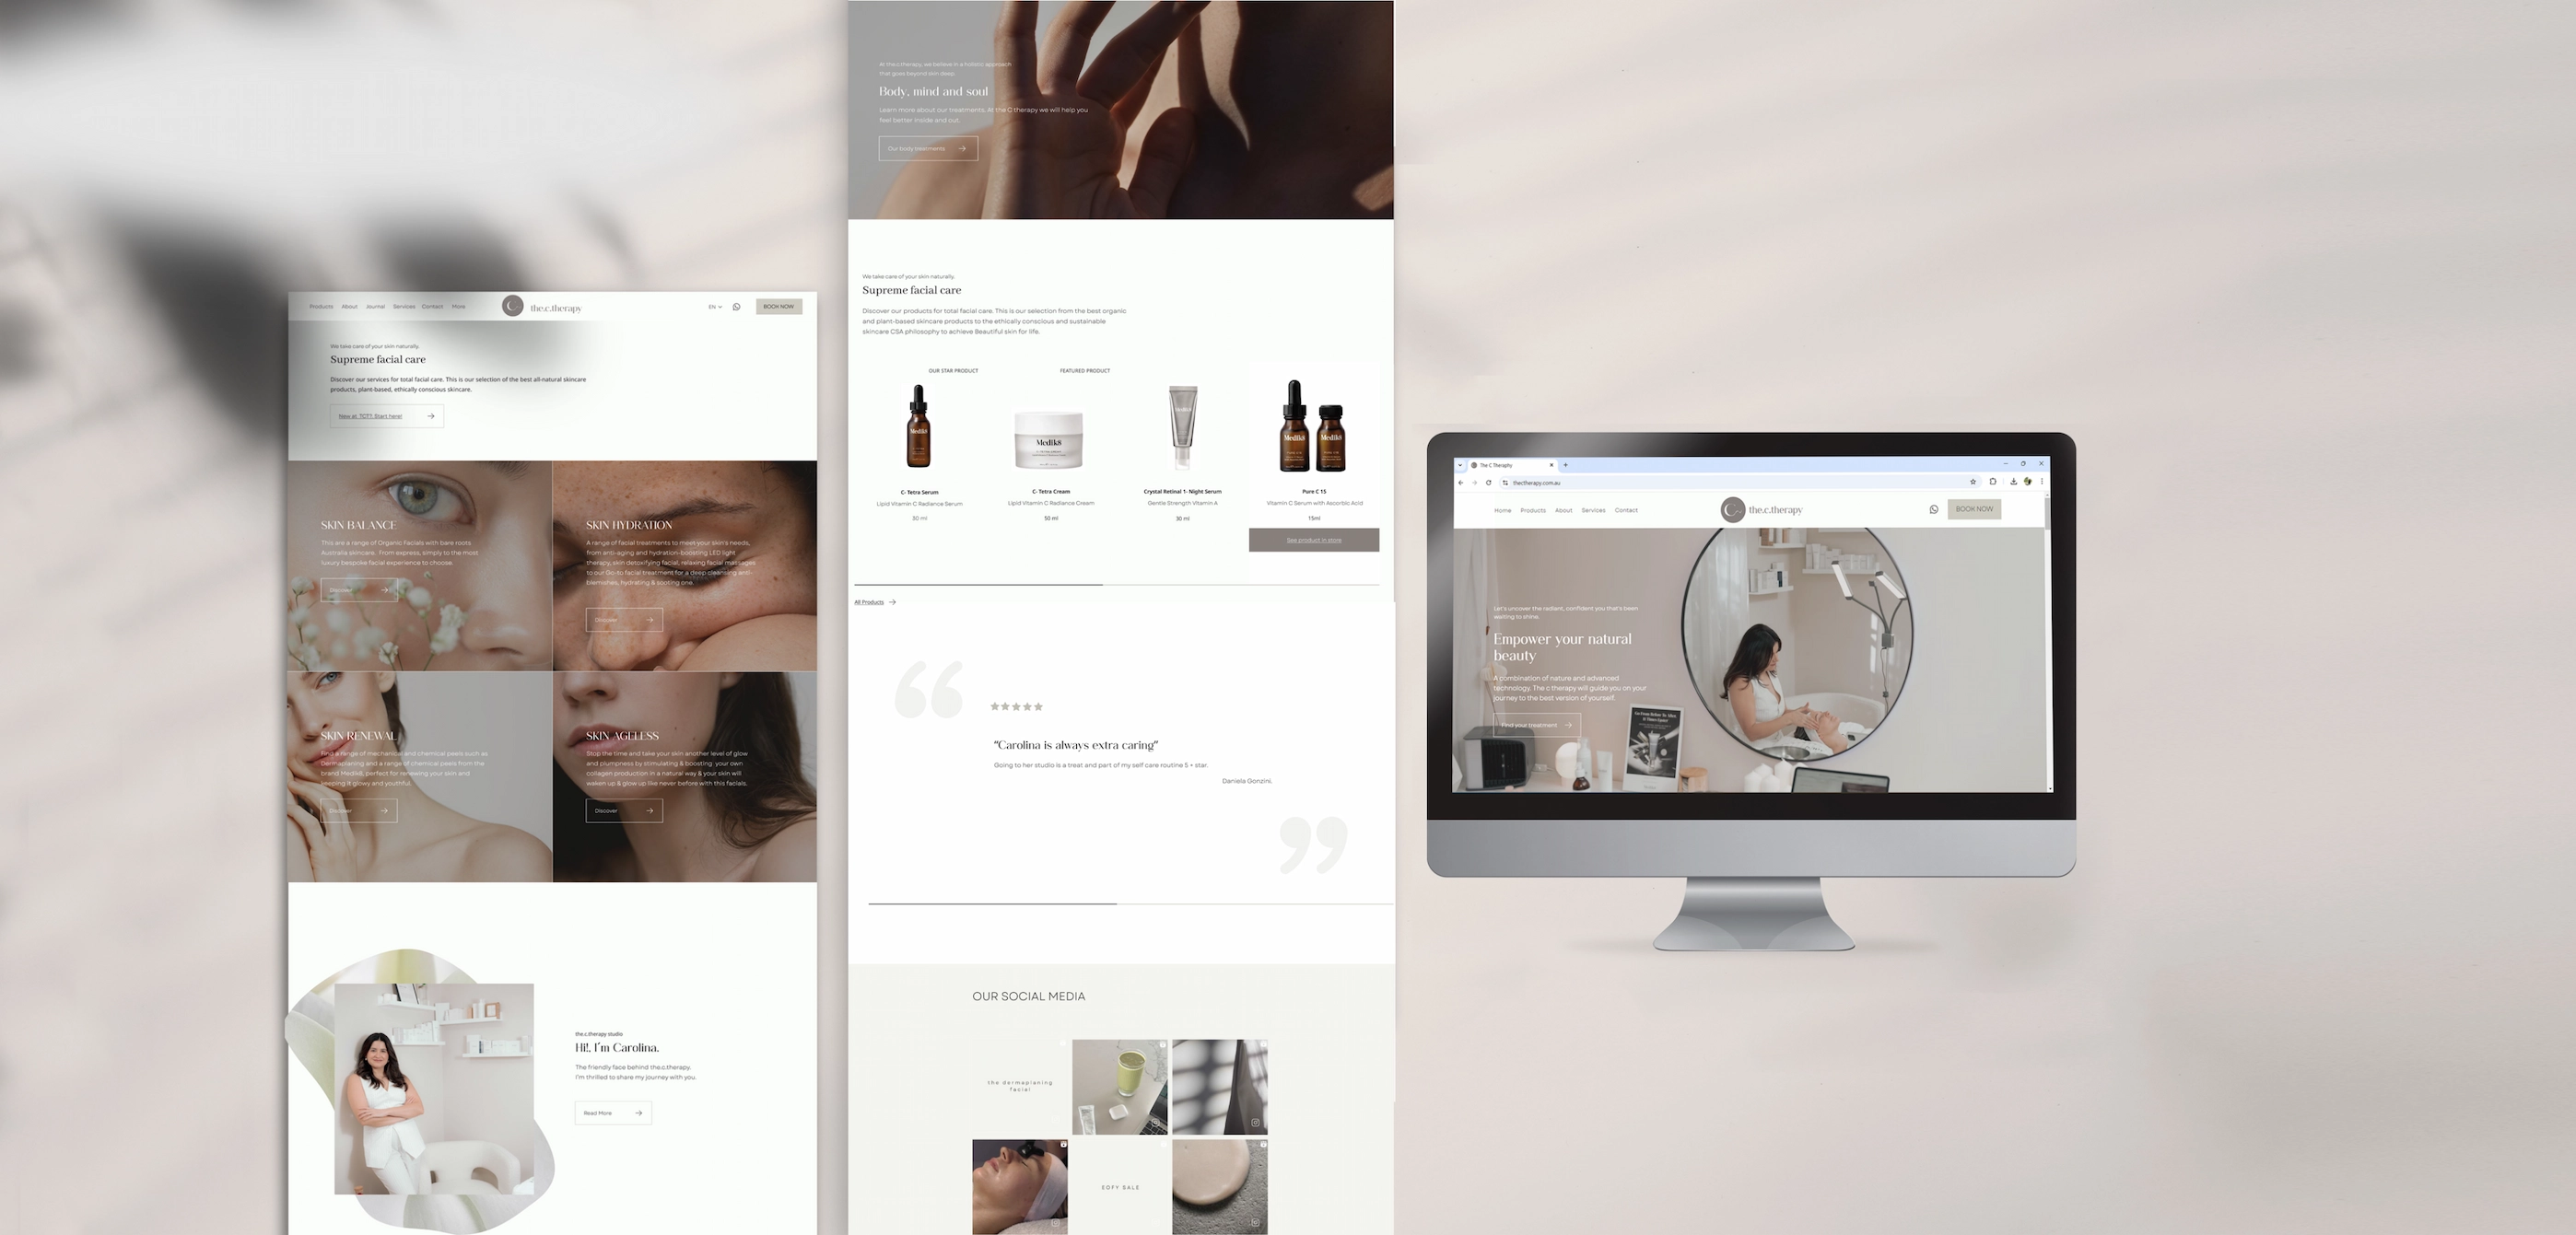 Products About Journal Services Contact More
the.c.therapy
EN
BOOK NOW
We take care of your skin naturally.
Supreme facial care
Discover our services for total facial care. This is our selection of the best all-natural skincare
products, plant-based, ethically conscious skincare.
New at TCT?. Start here!
SKIN BALANCE
This are a range of Organic Facials with bare roots
Australia skincare. From express, simply to the most
luxury bespoke facial experience to choose.
Discover
SKIN HYDRATION
A range of facial treatments to meet your skin's needs,
from anti-aging and hydration-boosting LED light
therapy, skin detoxifying facial, relaxing facial massages
to our Go-to facial treatment for a deep cleansing anti-
blemishes, hydrating & sooting one.
Discover
SKIN RENEWAL
Find a range of mechanical and chemical peels such as
Dermaplaning and a range of chemical peels from the
brand Medik8, perfect for renewing your skin and
keeping it glowy and youthful.
Discover
SKIN AGELESS
Stop the time and take your skin another level of glow
and plumpness by stimulating & boosting your own
collagen production in a natural way & your skin will
waken up & glow up like never before with this facials.
Discover
the.c.therapy studio
Hi!, I'm Carolina.
The friendly face behind the.c.therapy.
I'm thrilled to share my journey with you.
Read More
At the.c.therapy, we believe in a holistic approach
that goes beyond skin deep.
Body, mind and soul
Learn more about our treatments. At the C therapy we will help you
feel better inside and out.
Our body treatments
We take care of your skin naturally.
Supreme facial care
Discover our products for total facial care. This is our selection from the best organic
and plant-based skincare products to the ethically conscious and sustainable
skincare CSA philosophy to achieve Beautiful skin for life.
OUR STAR PRODUCT
FEATURED PRODUCT
Medik8
Medik8
Medik8
Medik8
C- Tetra Serum
Lipid Vitamin C Radiance Serum
30 ml
C- Tetra Cream
Lipid Vitamin C Radiance Cream
50 ml
Crystal Retinal 1- Night Serum
Gentle Strength Vitamin A
30 ml
Pure C 15
Vitamin C Serum with Ascorbic Acid
15ml
See product in store
All Products
“
“Carolina is always extra caring”
Going to her studio is a treat and part of my self care routine 5 + star.
Daniela Gonzini.
”
OUR SOCIAL MEDIA
the dermaplaning
facial
EOFY SALE
The C Theraphy
thectherapy.com.au
Home Products About Services Contact
the.c.therapy
BOOK NOW
Let's uncover the radiant, confident you that's been
waiting to shine.
Empower your natural
beauty
A combination of nature and advanced
technology. The c therapy will guide you on your
journey to the best version of yourself.
Find your treatment